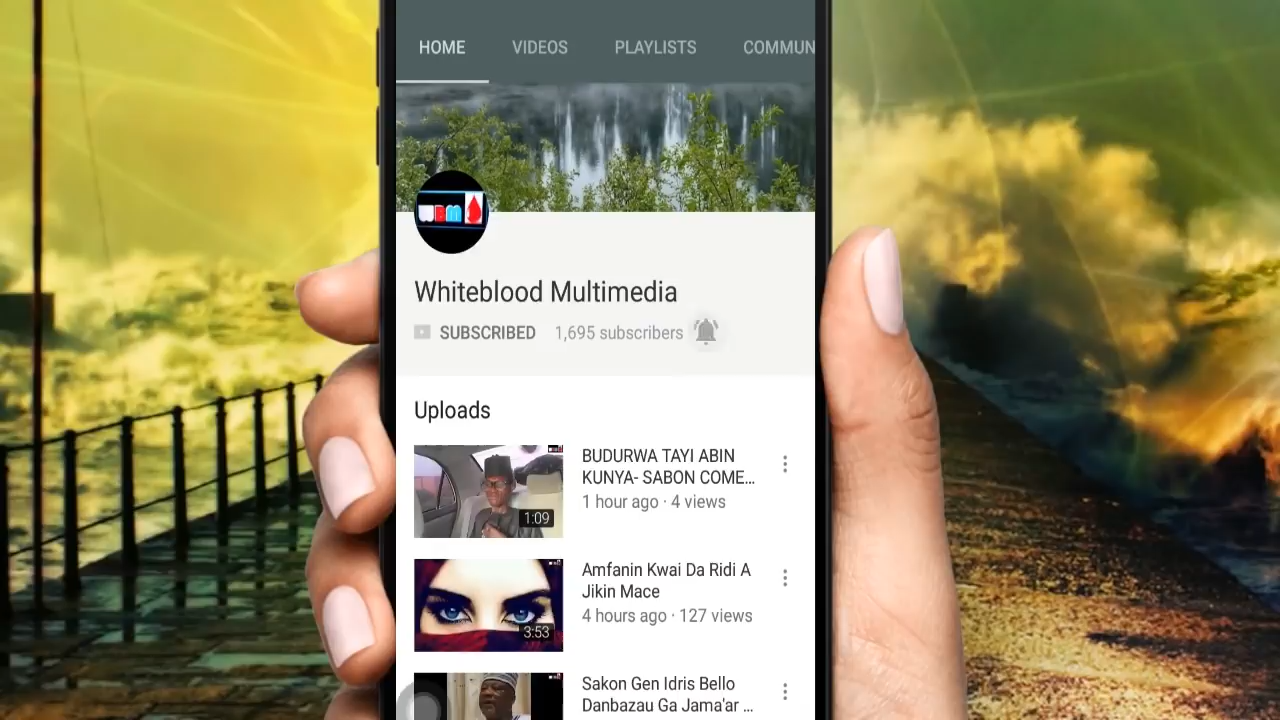 HOME VIDEOS PLAYLISTS COMMUN
WBM
Whiteblood Multimedia
SUBSCRIBED 1,695 subscribers
Uploads
BUDURWA TAYI ABIN
KUNYA- SABON COME...
1 hour ago · 4 views
1:09
Amfanin Kwai Da Ridi A
Jikin Mace
4 hours ago · 127 views
3:53
Sakon Gen Idris Bello
Danbazau Ga Jama'ar ...